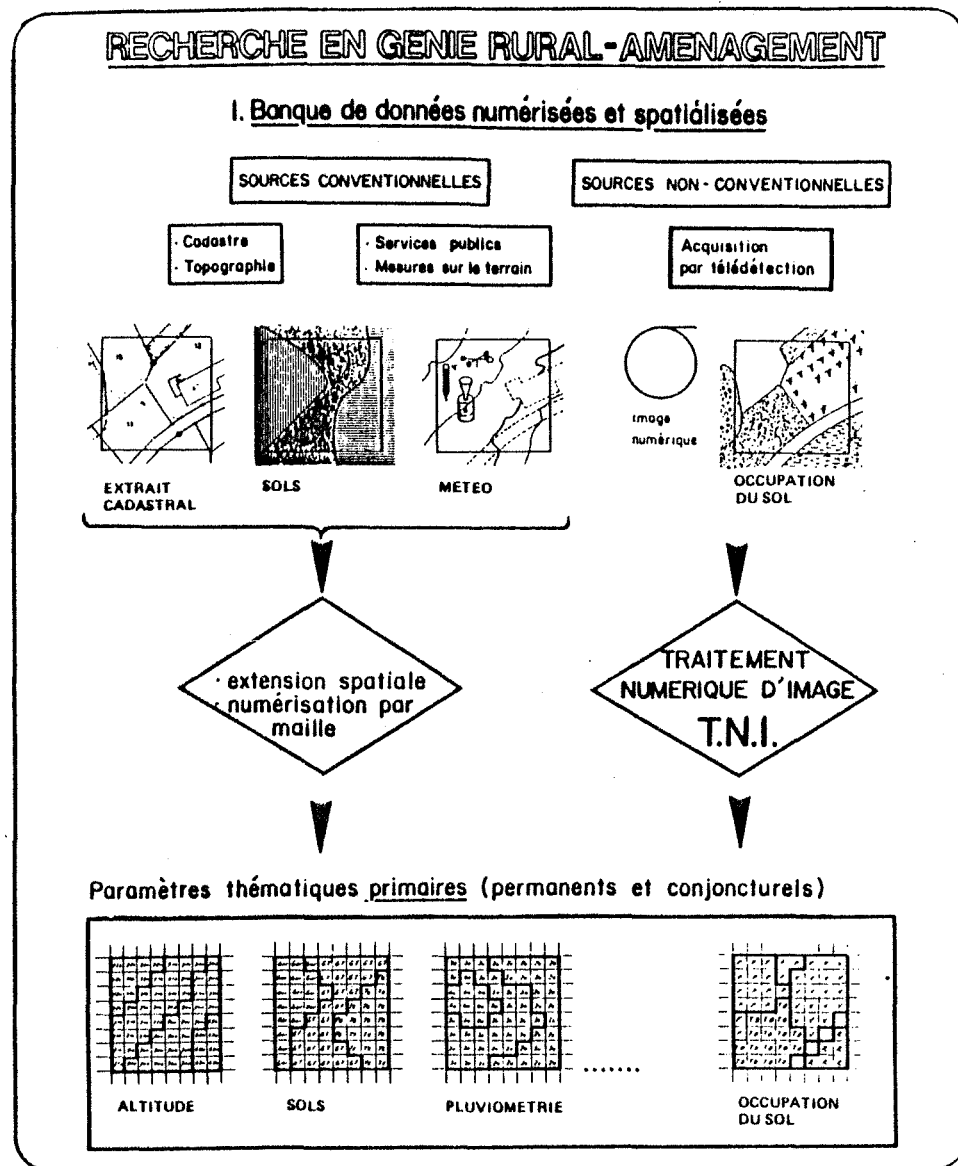 RECHERCHE EN GENIE RURAL-AMENAGEMENT
I. Banque de données numérisées et spatiálisées
SOURCES CONVENTIONNELLES
SOURCES NON-CONVENTIONNELLES
· Cadastre
· Topographie
· Services publics
· Mesures sur le terrain
Acquisition
par télédétection
EXTRAIT
CADASTRAL
SOLS
METEO
image
numérique
OCCUPATION
DU SOL
· extension spatiale
· numérisation par
maille
TRAITEMENT
NUMERIQUE D'IMAGE
T.N.I.
Paramètres thématiques primaires (permanents et conjoncturels)
ALTITUDE
SOLS
PLUVIOMETRIE
.......
OCCUPATION
DU SOL